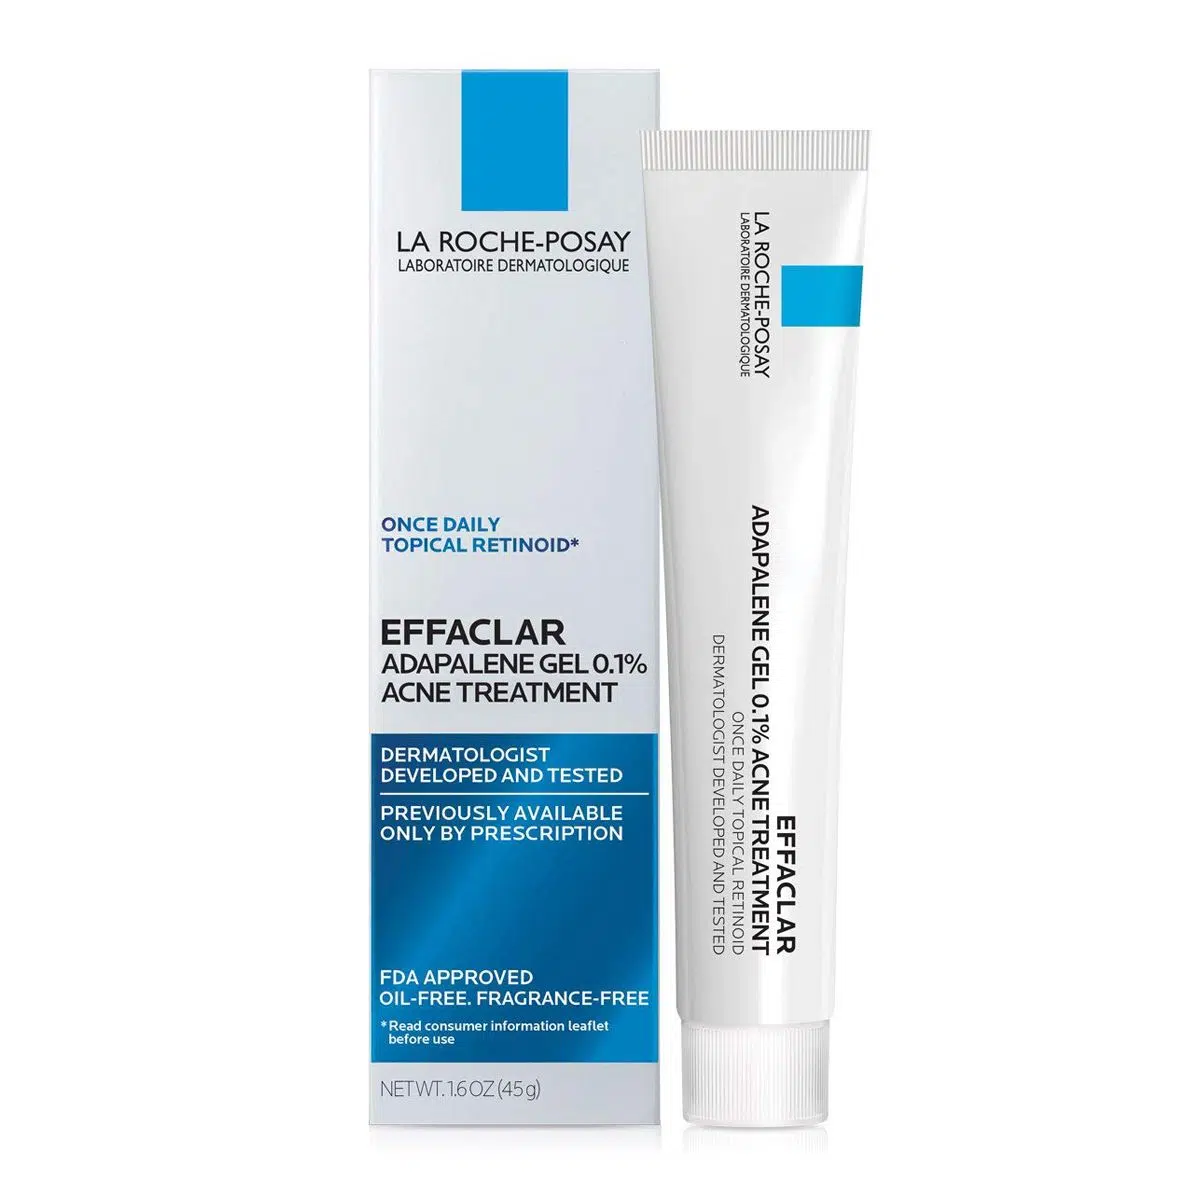 LA ROCHE-POSAY
LABORATOIRE DERMATOLOGIQUE
ONCE DAILY
TOPICAL RETINOID*
EFFACLAR
ADAPALENE GEL 0.1%
ACNE TREATMENT
DERMATOLOGIST
DEVELOPED AND TESTED
PREVIOUSLY AVAILABLE
ONLY BY PRESCRIPTION
FDA APPROVED
OIL-FREE. FRAGRANCE-FREE
*Read consumer information leaflet
before use
NET WT. 1.6 OZ (45 g)
LA ROCHE-POSAY
LABORATOIRE DERMATOLOGIQUE
EFFACLAR
ADAPALENE GEL 0.1% ACNE TREATMENT
ONCE DAILY TOPICAL RETINOID
DERMATOLOGIST DEVELOPED AND TESTED